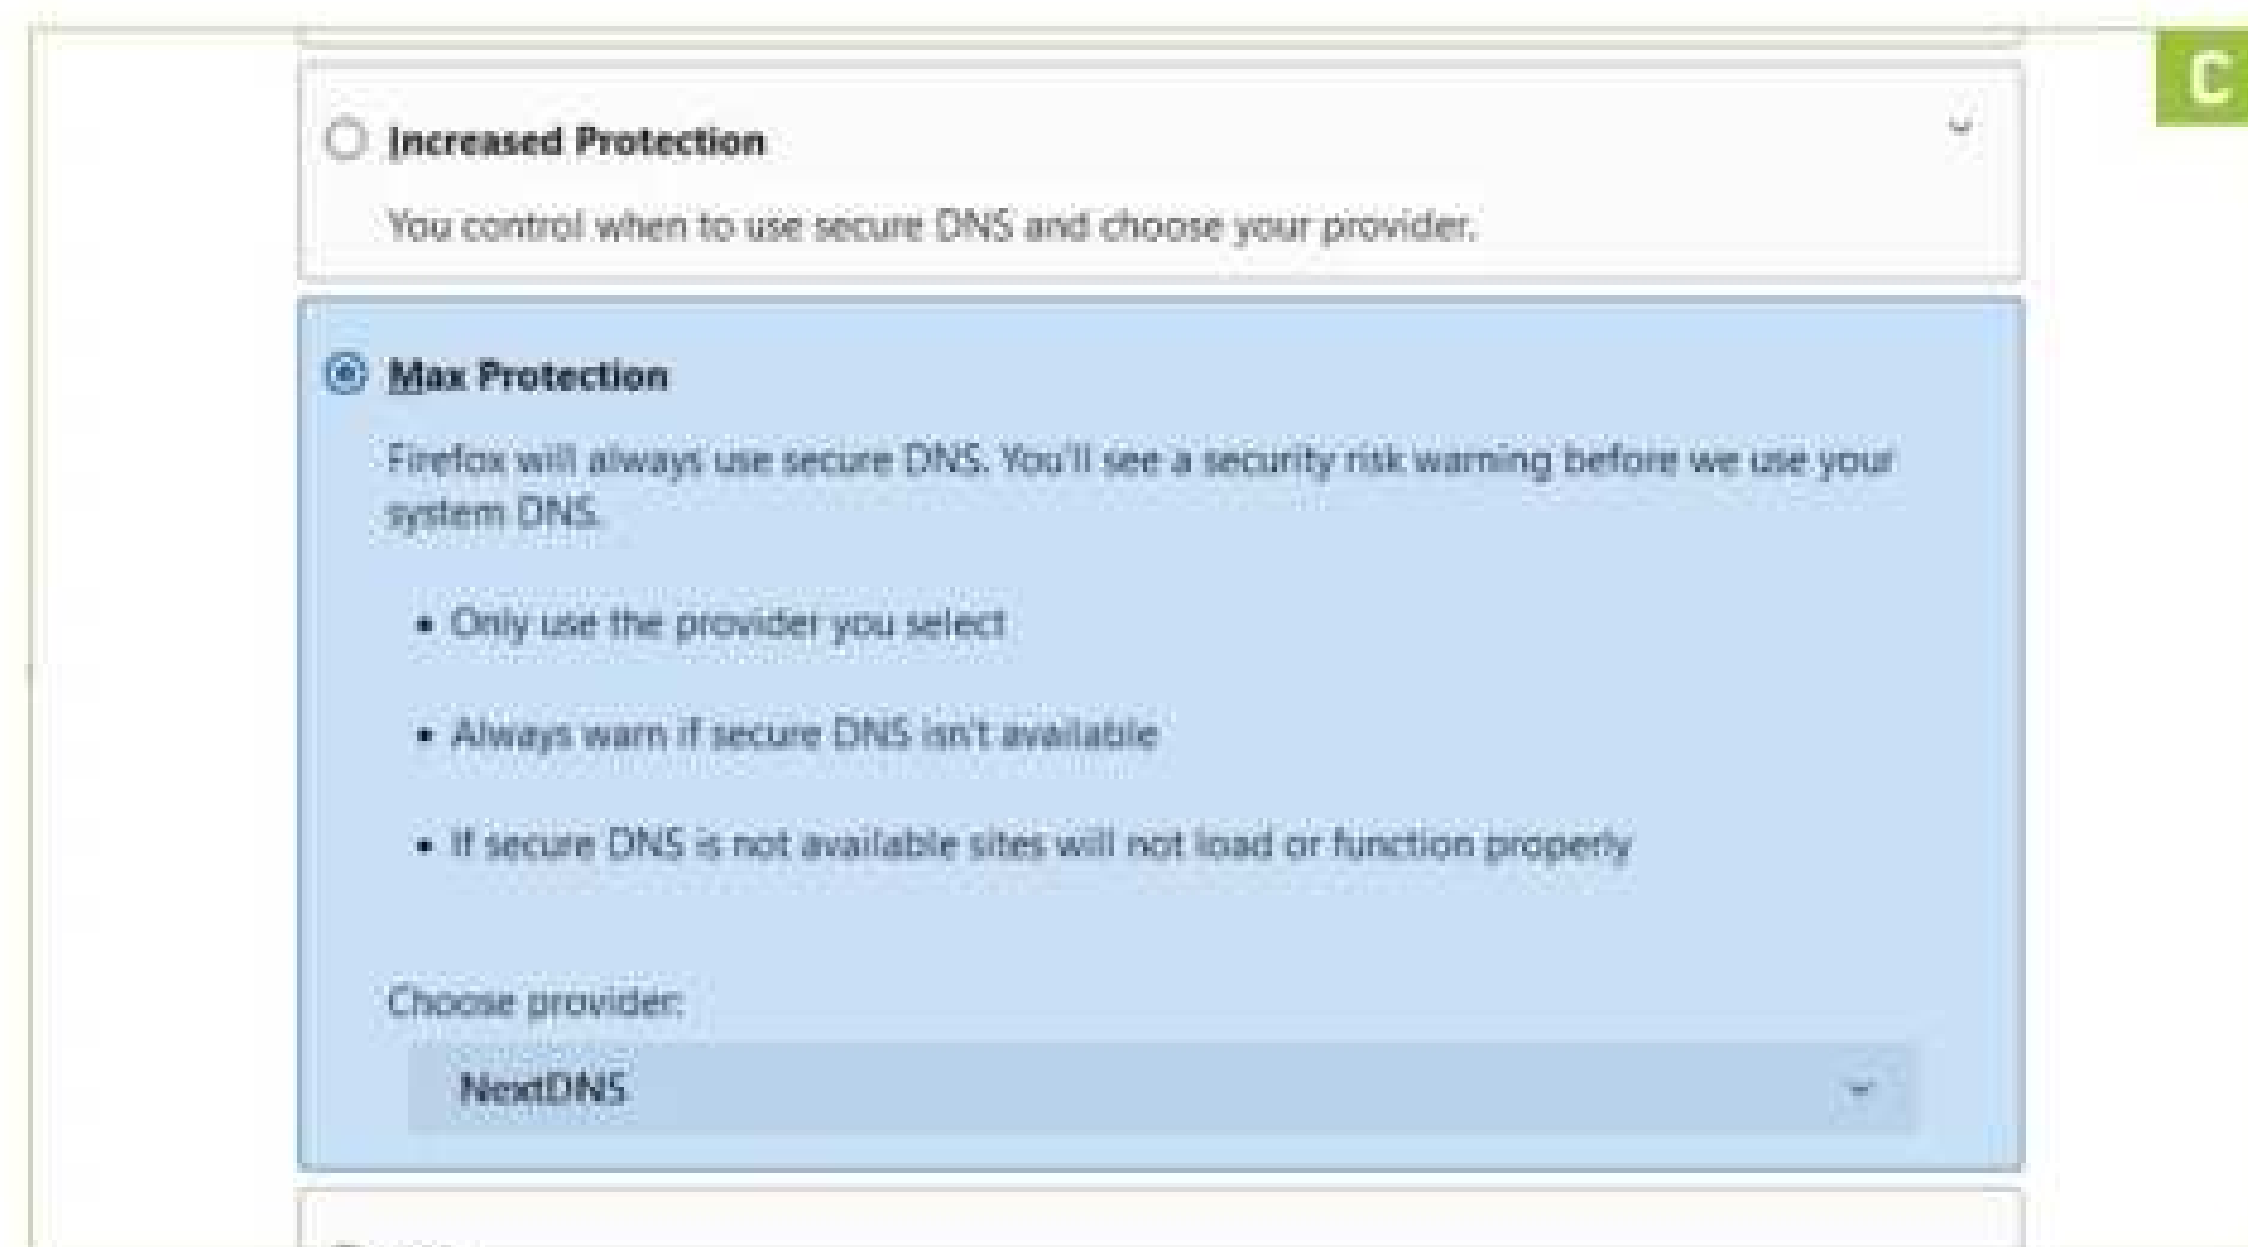 C
Increased Protection
You control when to use secure DNS and choose your provider.
Max Protection
Firefox will always use secure DNS. You'll see a security risk warning before we use your
system DNS.
• Only use the provider you select
• Always warn if secure DNS isn't available
• If secure DNS is not available sites will not load or function properly
Choose provider:
NextDNS